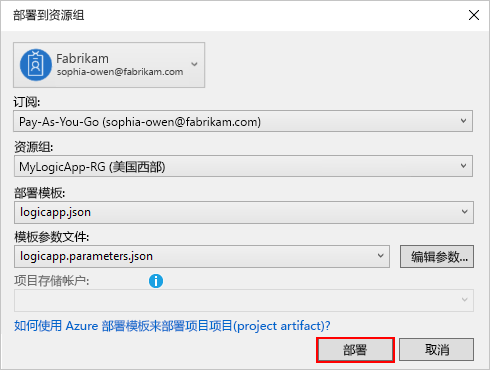 部署到资源组
Fabrikam
sophia-owen@fabrikam.com
订阅:
Pay-As-You-Go (sophia-owen@fabrikam.com)
资源组:
MyLogicApp-RG (美国西部)
部署模板:
logicapp.json
模板参数文件:
logicapp.parameters.json
编辑参数...
项目存储帐户:
如何使用 Azure 部署模板来部署项目项目(project artifact)?
部署
取消